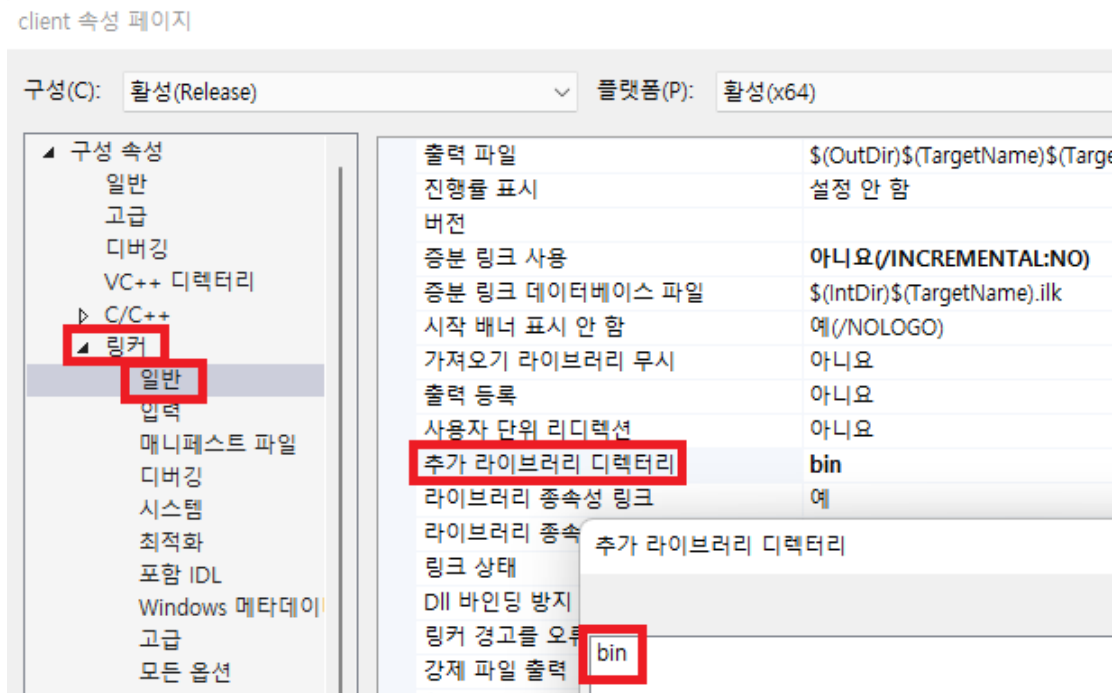 client 속성 페이지
구성(C): 활성(Release) 플랫폼(P): 활성(x64)
구성 속성
일반
고급
디버깅
VC++ 디렉터리
C/C++
링커
일반
입력
매니페스트 파일
디버깅
시스템
최적화
포함 IDL
Windows 메타데이
고급
모든 옵션
출력 파일 $(OutDir)$(TargetName)$(Targe
진행률 표시 설정 안 함
버전
증분 링크 사용 아니요(/INCREMENTAL:NO)
증분 링크 데이터베이스 파일 $(IntDir)$(TargetName).ilk
시작 배너 표시 안 함 예(/NOLOGO)
가져오기 라이브러리 무시 아니요
출력 등록 아니요
사용자 단위 리디렉션 아니요
추가 라이브러리 디렉터리 bin
라이브러리 종속성 링크 예
라이브러리 종속
링크 상태
Dll 바인딩 방지
링커 경고를 오류
강제 파일 출력
추가 라이브러리 디렉터리
bin